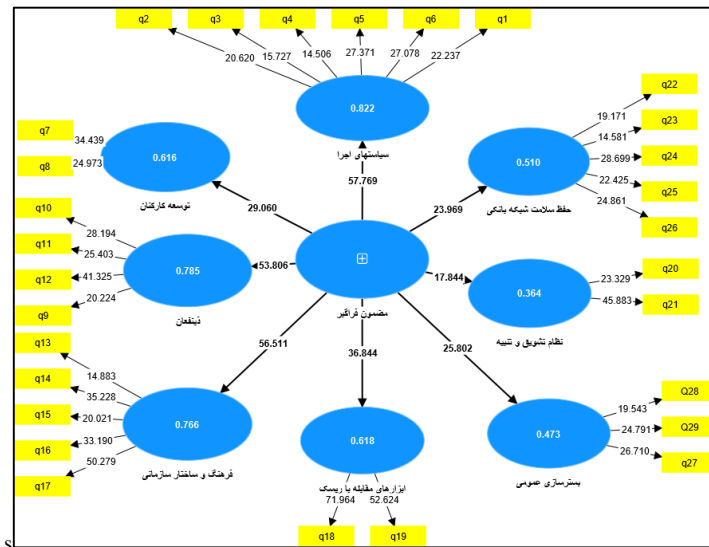 q2
q3
q4
q5
q6
q1
20.620
15.727
14.506
27.371
27.078
22.237
0.822
سیاستهای اجرا
57.769
q7
q8
34.439
24.973
0.616
توسعه کارکنان
29.060
q22
q23
q24
q25
q26
19.171
14.581
28.699
22.425
24.861
0.510
حفظ سلامت شبکه بانکی
23.969
q10
q11
q12
q9
28.194
25.403
41.325
20.224
0.785
ذینفعان
53.806
مضمون فراگیر
q20
q21
23.329
45.883
0.364
نظام تشویق و تنبیه
17.844
q13
q14
q15
q16
q17
14.883
35.228
20.021
33.190
50.279
0.766
فرهنگ و ساختار سازمانی
56.511
36.844
0.618
ابزارهای مقابله با ریسک
71.964
52.624
q18
q19
25.802
0.473
بسترسازی عمومی
Q28
Q29
q27
19.543
24.791
26.710
s